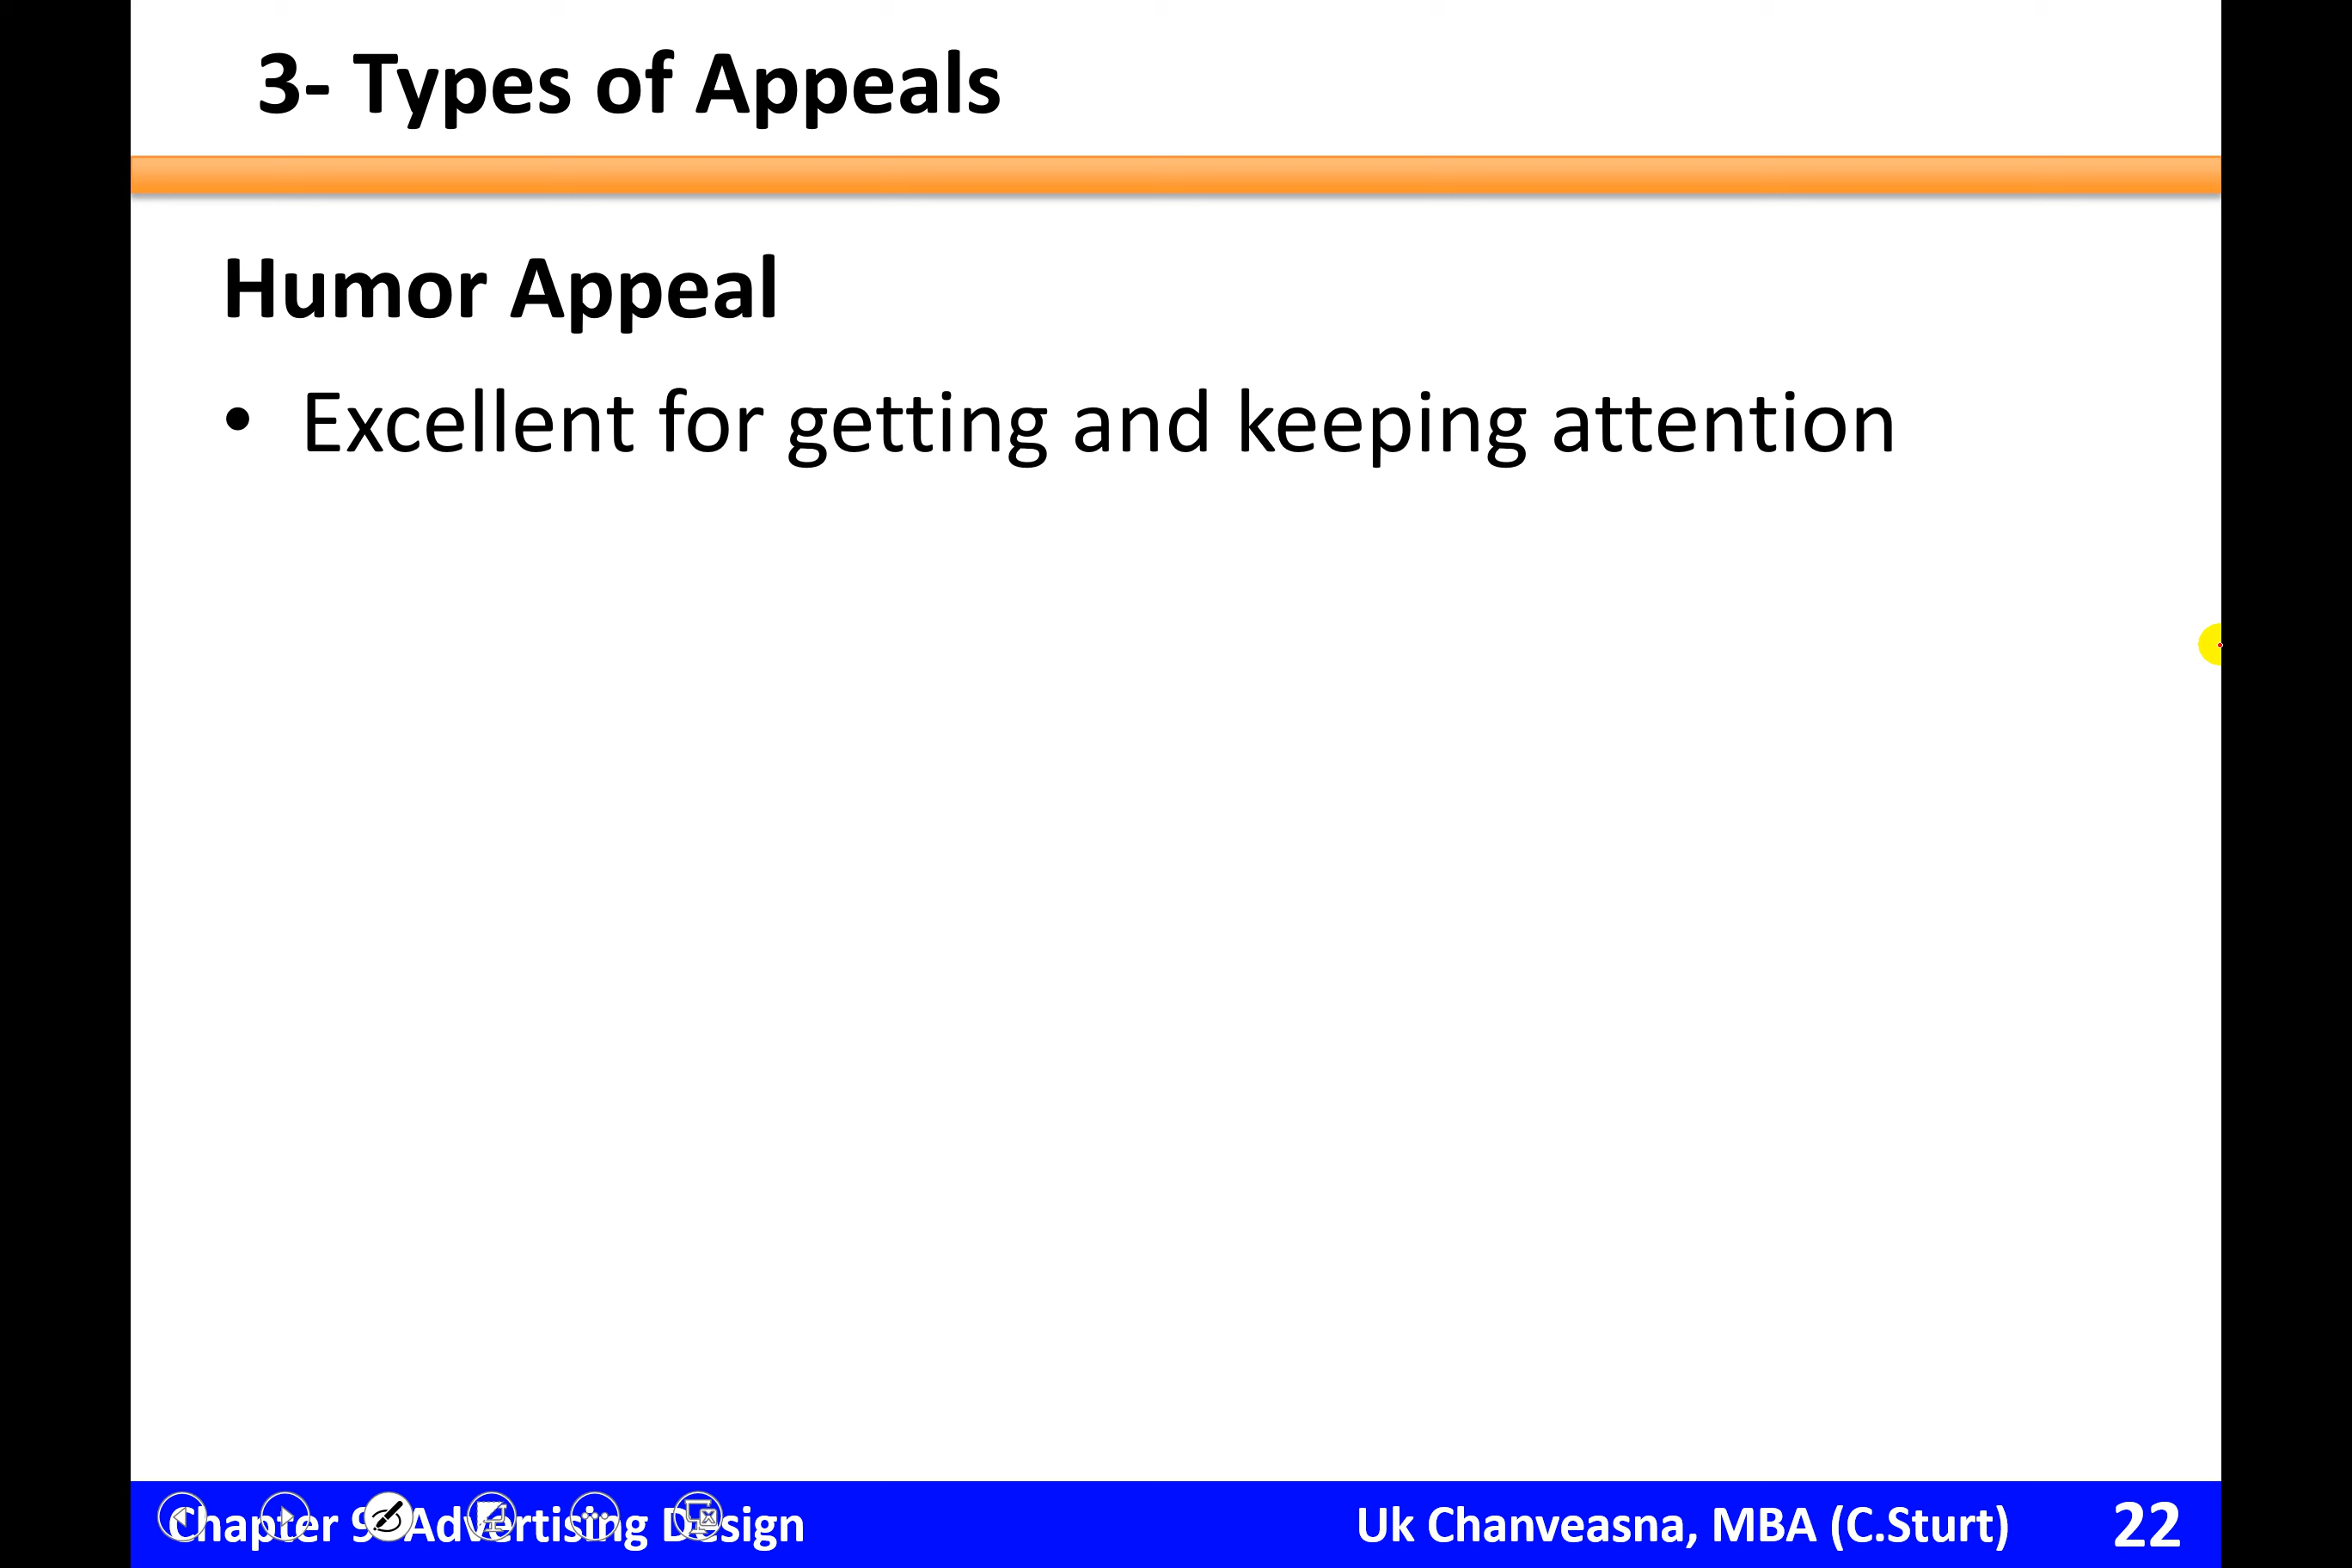 3- Types of Appeals
Humor Appeal
• Excellent for getting and keeping attention
Chapter 9 Advertising Design
Uk Chanveasna, MBA (C.Sturt)
22